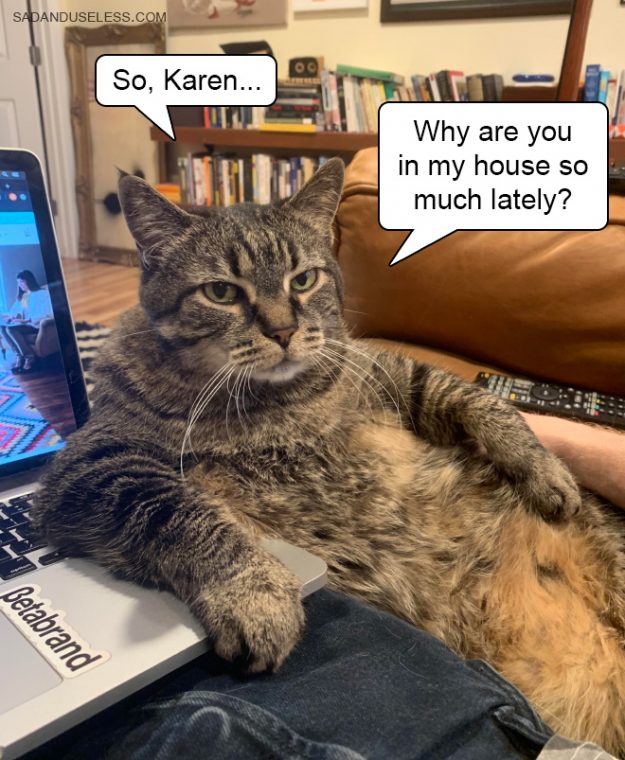 SADANDUSELESS.COM
So, Karen...
Why are you
in my house so
much lately?
Betabrand